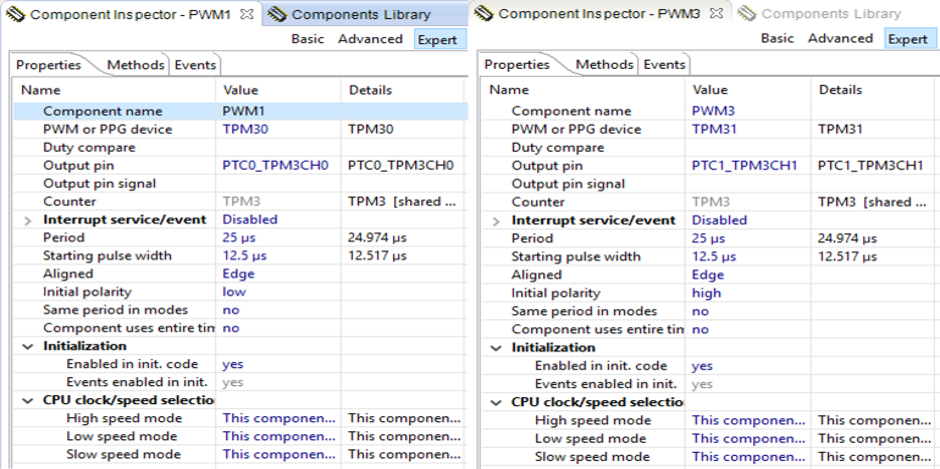 Component Inspector - PWM1
Components Library
Basic Advanced Expert
Properties Methods Events
Name Value Details
Component name PWM1
PWM or PPG device TPM30 TPM30
Duty compare
Output pin PTC0_TPM3CH0 PTC0_TPM3CH0
Output pin signal
Counter TPM3 TPM3 [shared ...
Interrupt service/event Disabled
Period 25 µs 24.974 µs
Starting pulse width 12.5 µs 12.517 µs
Aligned Edge
Initial polarity low
Same period in modes no
Component uses entire tim no
Initialization
Enabled in init. code yes
Events enabled in init. yes
CPU clock/speed selectio
High speed mode This componen... This componen...
Low speed mode This componen... This componen...
Slow speed mode This componen... This componen...
Component Inspector - PWM3
Components Library
Basic Advanced Expert
Properties Methods Events
Name Value Details
Component name PWM3
PWM or PPG device TPM31 TPM31
Duty compare
Output pin PTC1_TPM3CH1 PTC1_TPM3CH1
Output pin signal
Counter TPM3 TPM3 [shared ...
Interrupt service/event Disabled
Period 25 µs 24.974 µs
Starting pulse width 12.5 µs 12.517 µs
Aligned Edge
Initial polarity high
Same period in modes no
Component uses entire tim no
Initialization
Enabled in init. code yes
Events enabled in init. yes
CPU clock/speed selectio
High speed mode This componen... This componen...
Low speed mode This componen... This componen...
Slow speed mode This componen... This componen...